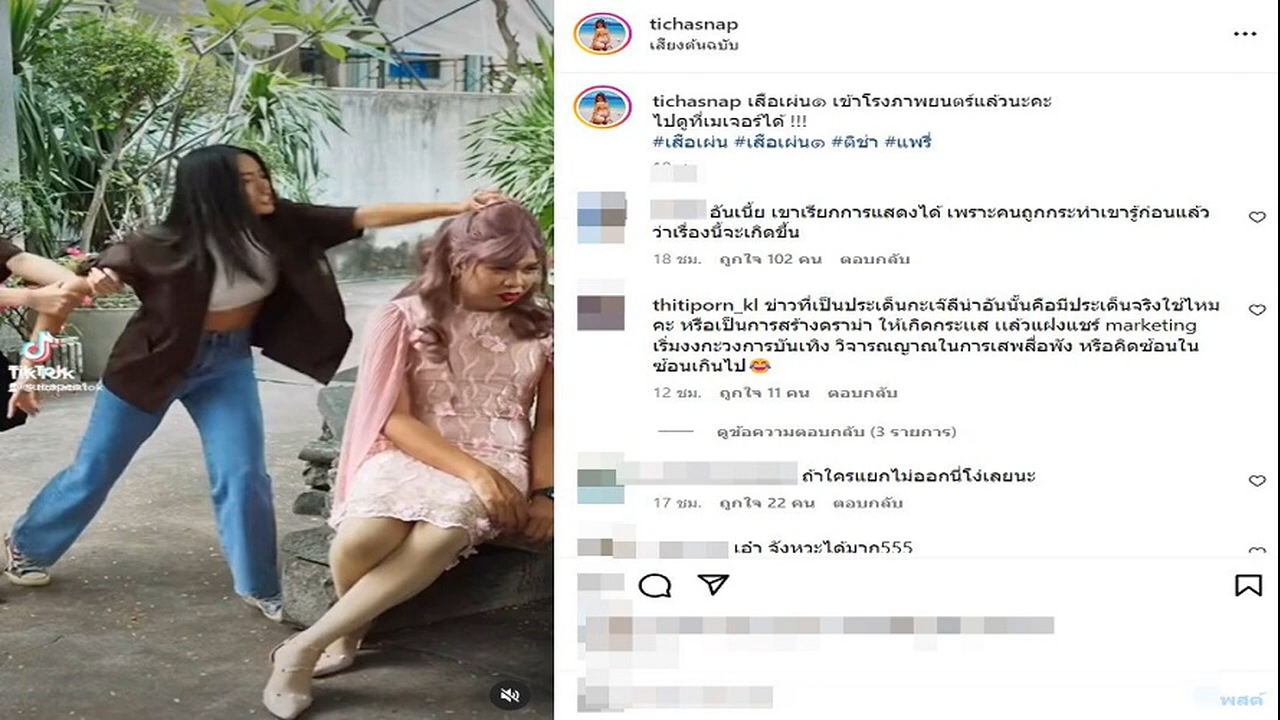 tichasnap
เสียงต้นฉบับ
tichasnap เสือเผ่น๑ เข้าโรงภาพยนตร์แล้วนะคะ
ไปดูที่เมเจอร์ได้ !!!
#เสือเผ่น #เสือเผ่น๑ #ติช่า #แพรี่
อันเนี้ย เขาเรียกการแสดงได้ เพราะคนถูกกระทำเขารู้ก่อนแล้ว
ว่าเรื่องนี้จะเกิดขึ้น
18 ชม. ถูกใจ 102 คน ตอบกลับ
thitiporn_kl ข่าวที่เป็นประเด็นกะเจ้ลีน่าอันนั้นคือมีประเด็นจริงใช่ไหม
คะ หรือเป็นการสร้างดราม่า ให้เกิดกระแส แล้วแฝงแชร์ marketing
เริ่มงงกะวงการบันเทิง วิจารณญาณในการเสพสื่อพัง หรือคิดซ้อนใน
ซ้อนเกินไป😂
12 ชม. ถูกใจ 11 คน ตอบกลับ
ดูข้อความตอบกลับ (3 รายการ)
ถ้าใครแยกไม่ออกนี่โง่เลยนะ
17 ชม. ถูกใจ 22 คน ตอบกลับ
เอ๋า จังหวะได้มาก555
TikTok
โพสต์